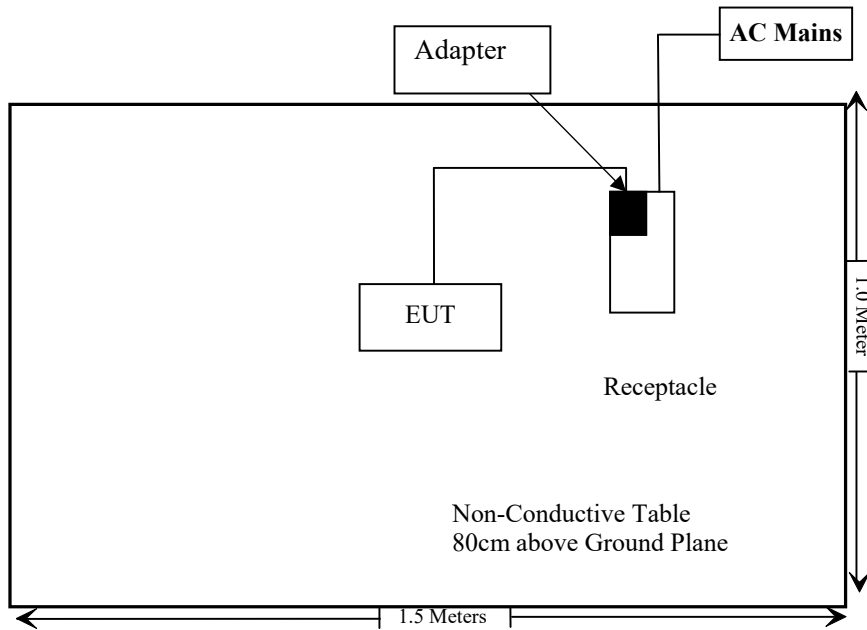 AC Mains
Adapter
EUT
1.0 Meter
Receptacle
Non-Conductive Table
80cm above Ground Plane
1.5 Meters